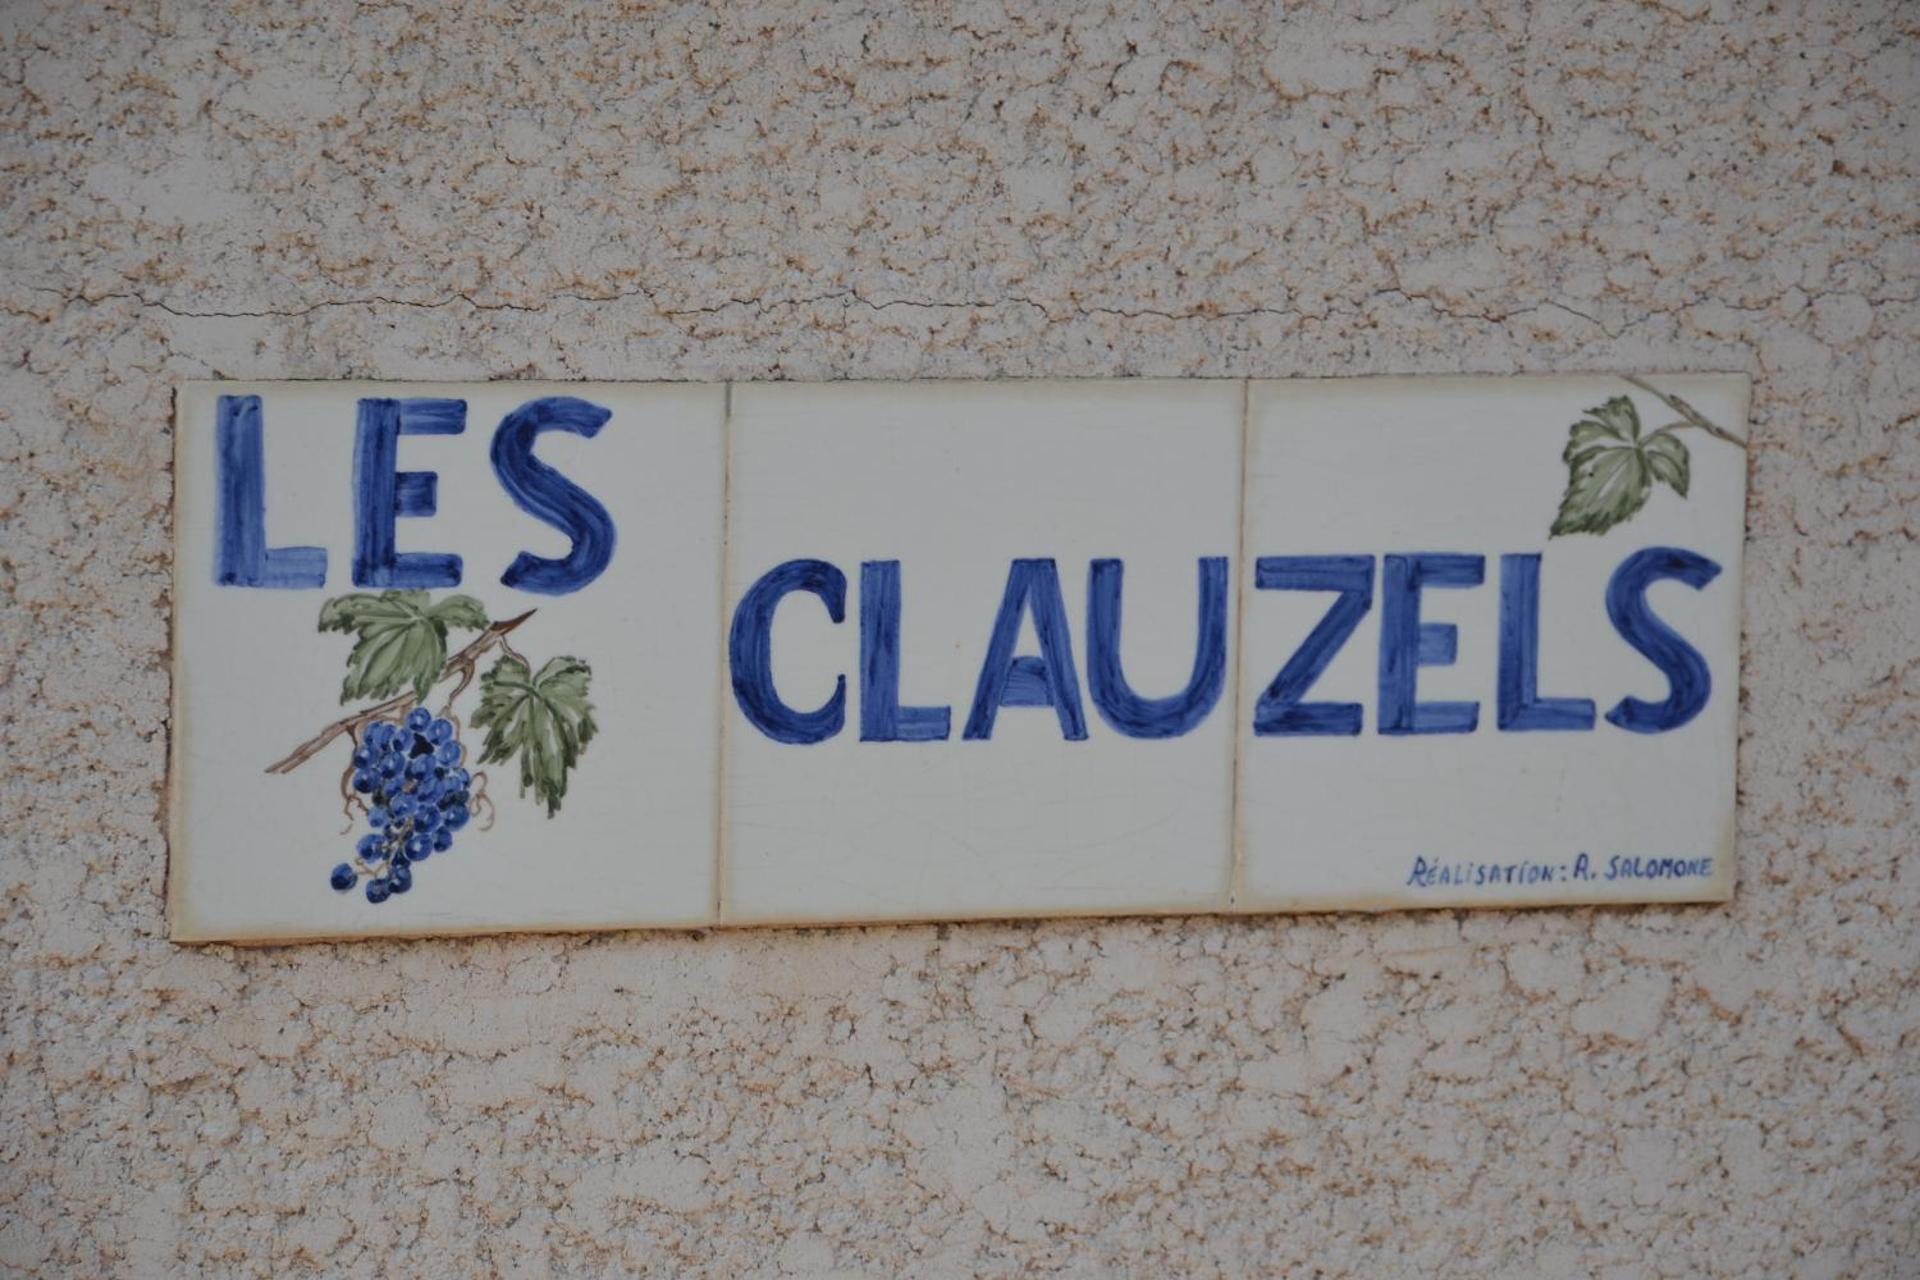 LES
CLAUZELS
RÉALISATION: A. SALOMONE